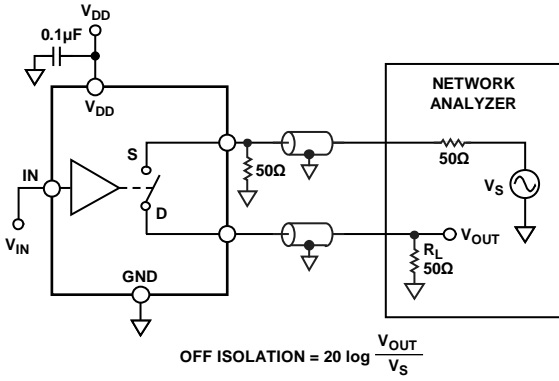 V_DD
0.1µF
V_DD
NETWORK
ANALYZER
S
IN
50Ω
50Ω
V_S
D
V_IN
V_OUT
R_L
50Ω
GND
OFF ISOLATION = 20 log V_OUT / V_S